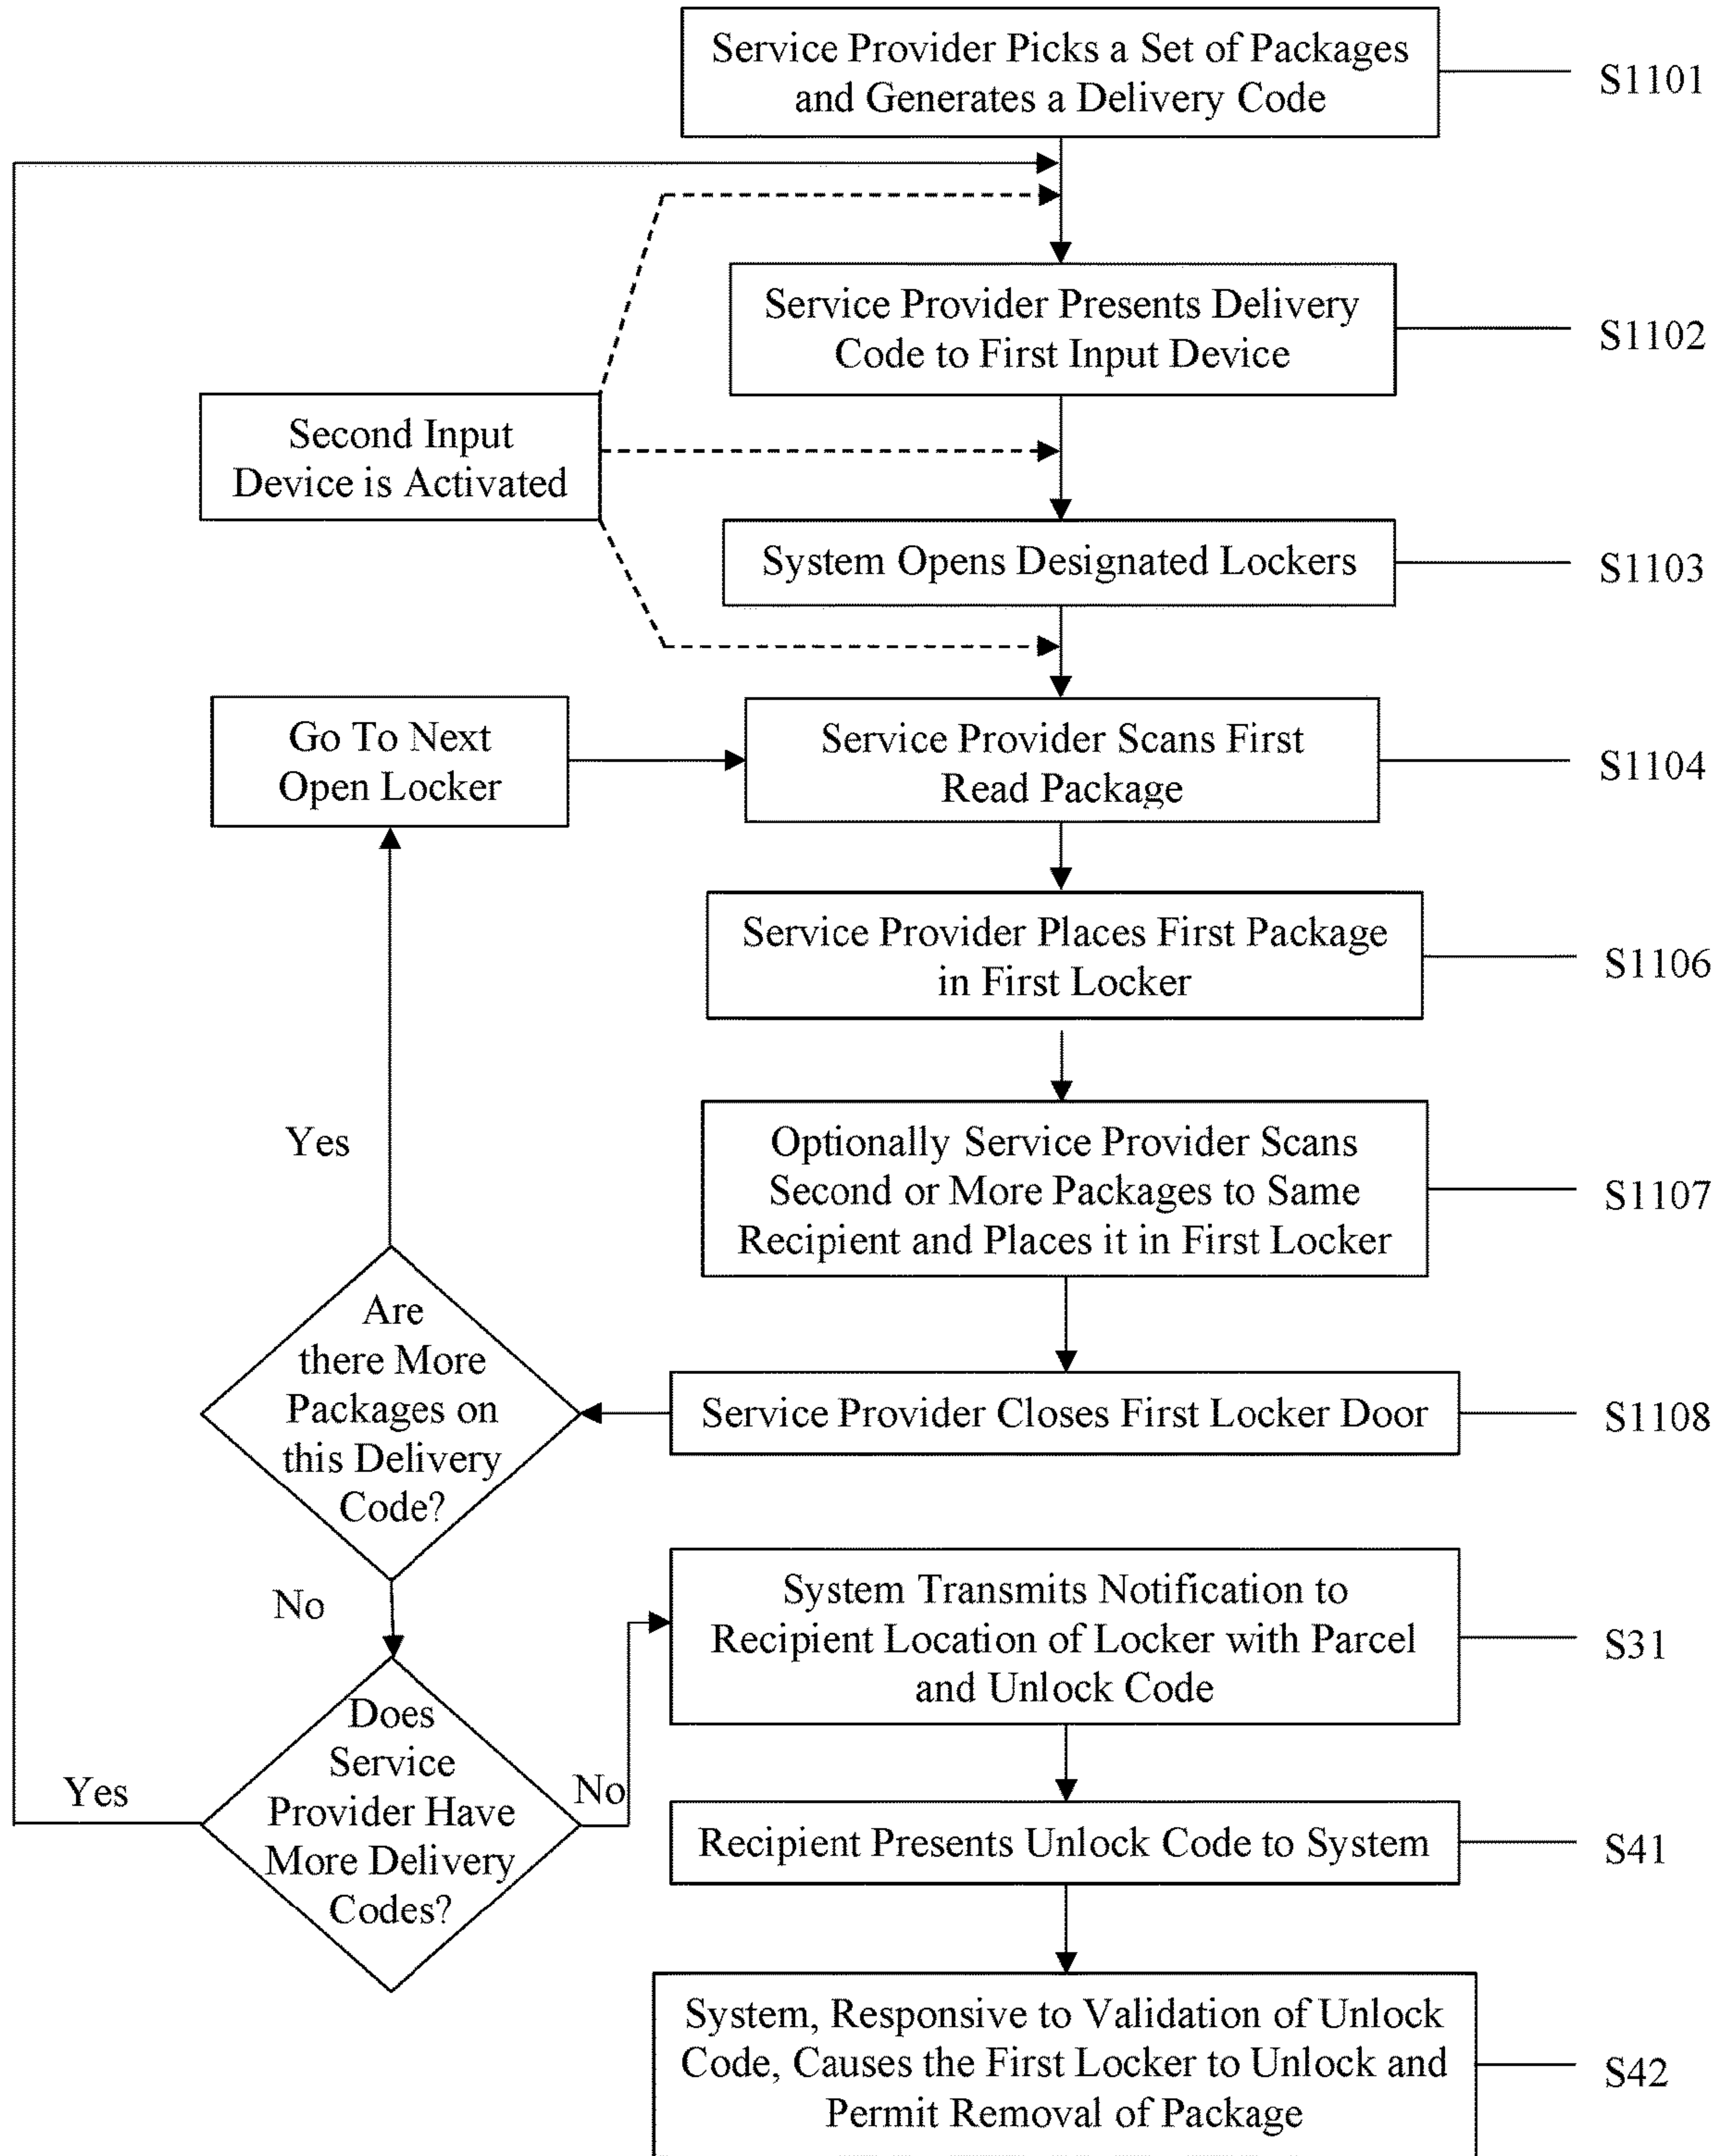 Service Provider Picks a Set of Packages
and Generates a Delivery Code
S1101
Service Provider Presents Delivery
Code to First Input Device
S1102
Second Input
Device is Activated
System Opens Designated Lockers
S1103
Go To Next
Open Locker
Service Provider Scans First
Read Package
S1104
Service Provider Places First Package
in First Locker
S1106
Yes
Optionally Service Provider Scans
Second or More Packages to Same
Recipient and Places it in First Locker
S1107
Are
there More
Packages on
this Delivery
Code?
Service Provider Closes First Locker Door
S1108
No
System Transmits Notification to
Recipient Location of Locker with Parcel
and Unlock Code
S31
Does
Service
Provider Have
More Delivery
Codes?
Yes
No
Recipient Presents Unlock Code to System
S41
System, Responsive to Validation of Unlock
Code, Causes the First Locker to Unlock and
Permit Removal of Package
S42